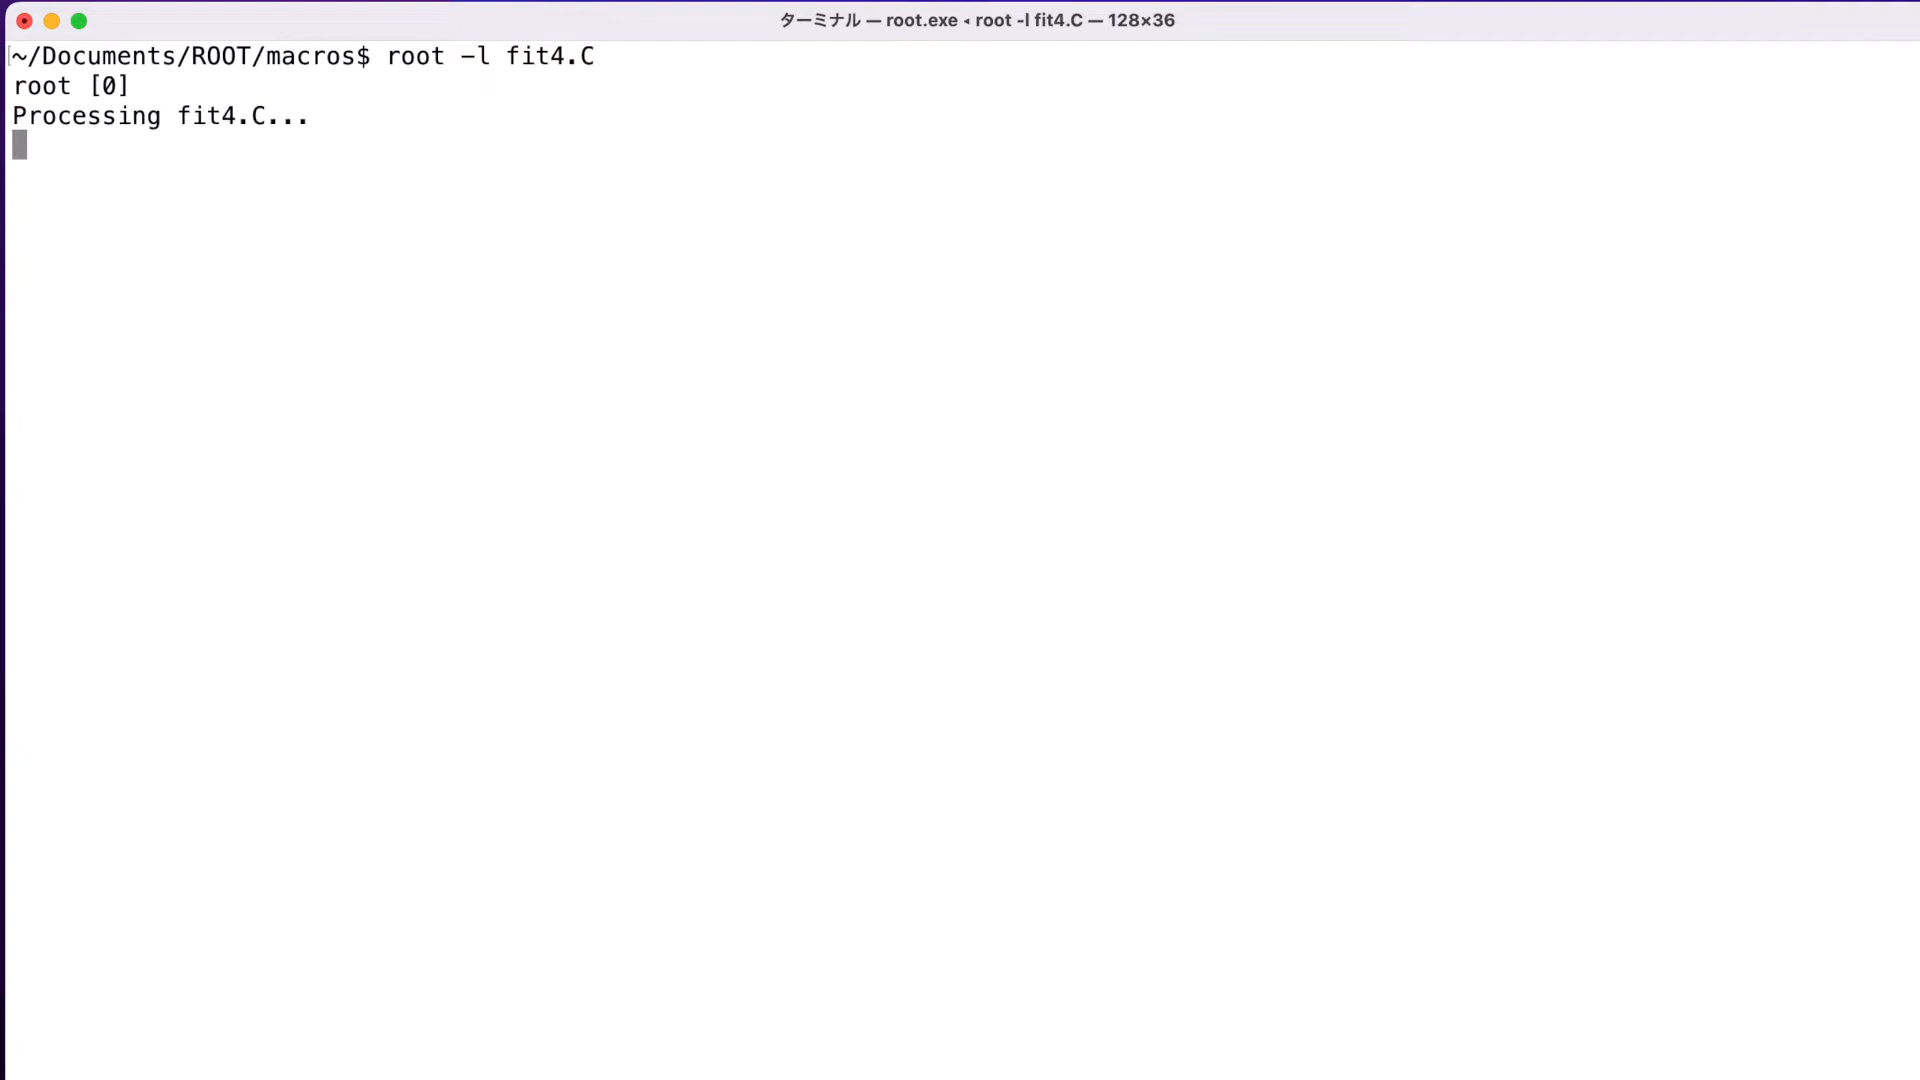 ターミナル — root.exe ◂ root -l fit4.C — 128×36
~/Documents/ROOT/macros$ root -l fit4.C
root [0]
Processing fit4.C...